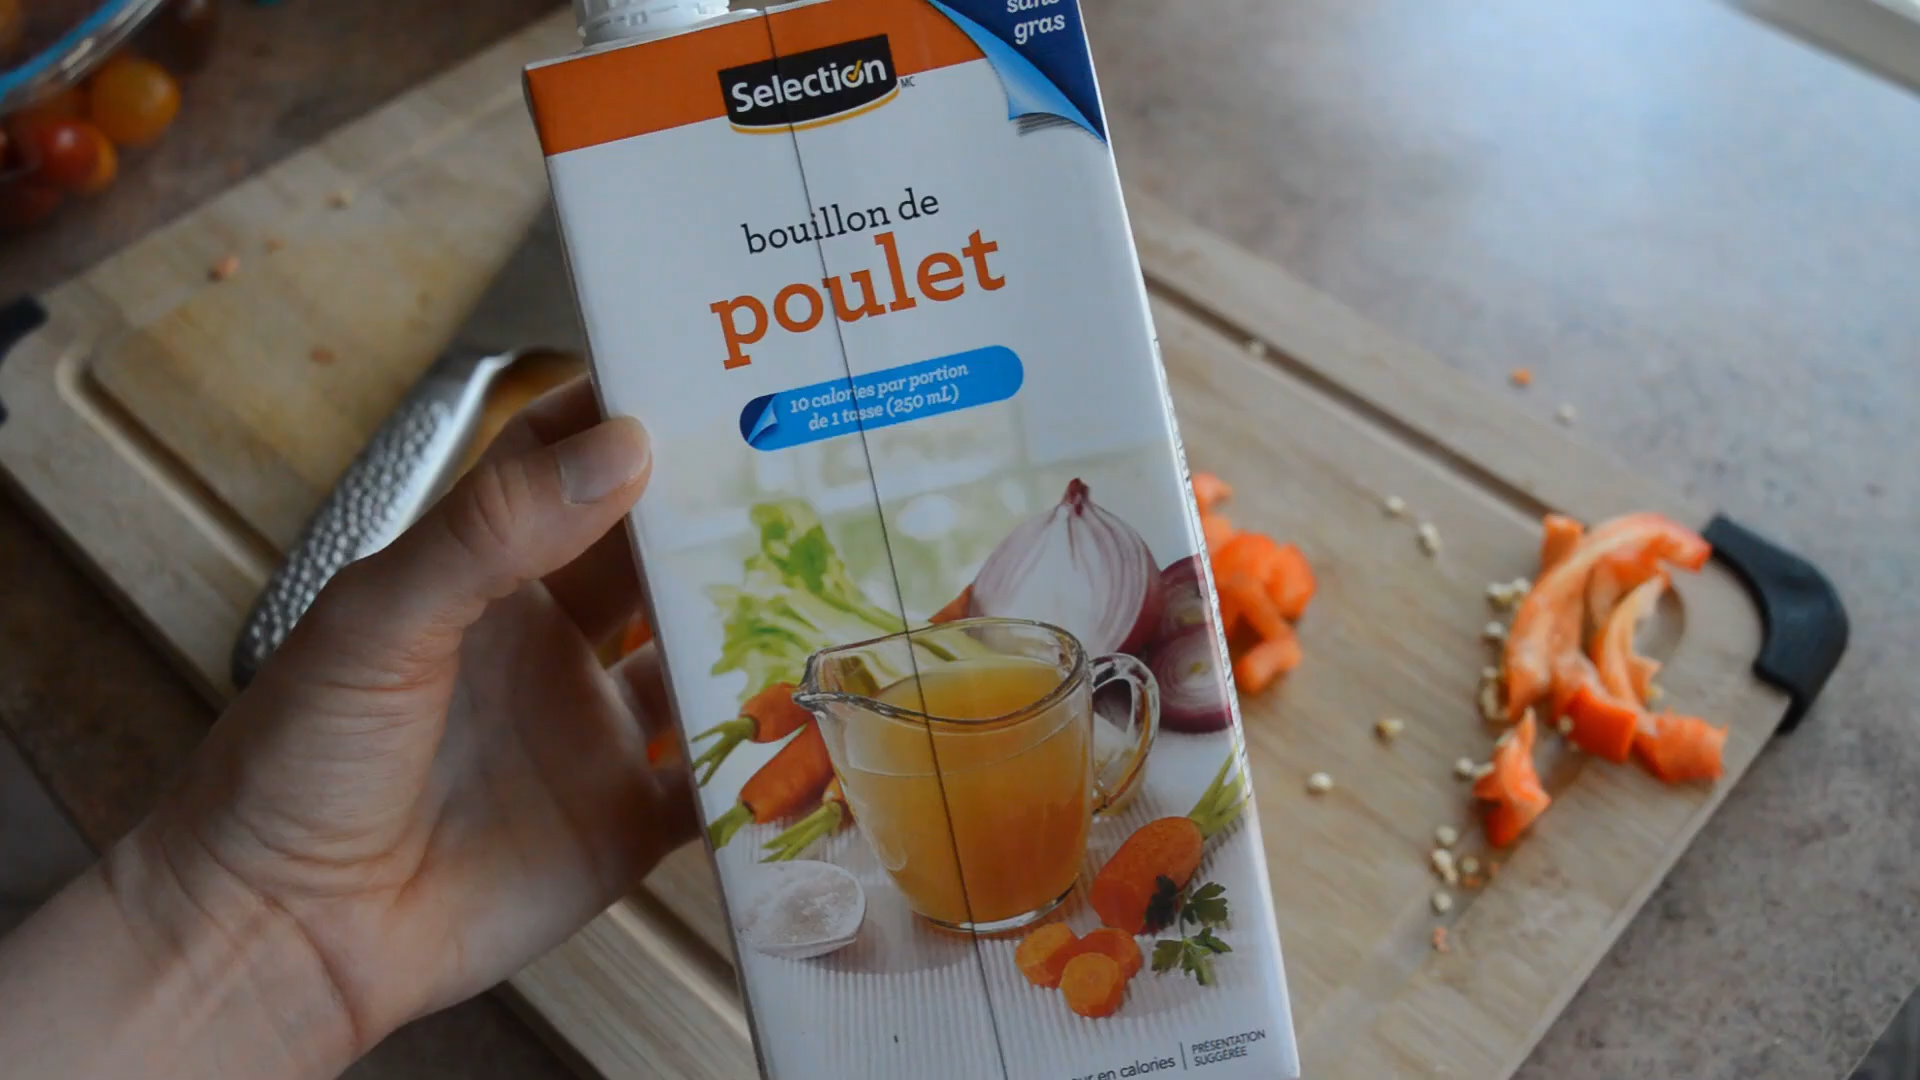 sans
gras
Selection MC
bouillon de
poulet
10 calories par portion
de 1 tasse (250 mL)
en calories
PRÉSENTATION
SUGGÉRÉE